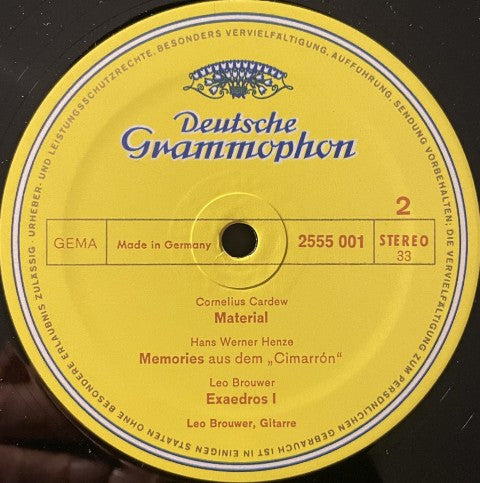 URHEBER- UND LEISTUNGSSCHUTZRECHTE, BESONDERS VERVIELFÄLTIGUNG, AUFFÜHRUNG, SENDUNG VORBEHALTEN; DIE VERVIELFÄLTIGUNG ZUM PERSÖNLICHEN GEBRAUCH IST IN EINIGEN STAATEN OHNE BESONDERE ERLAUBNIS ZULÄSSIG
Deutsche
Grammophon
2
GEMA Made in Germany 2555 001 STEREO
33
Cornelius Cardew
Material
Hans Werner Henze
Memories aus dem „Cimarrón“
Leo Brouwer
Exaedros I
Leo Brouwer, Gitarre